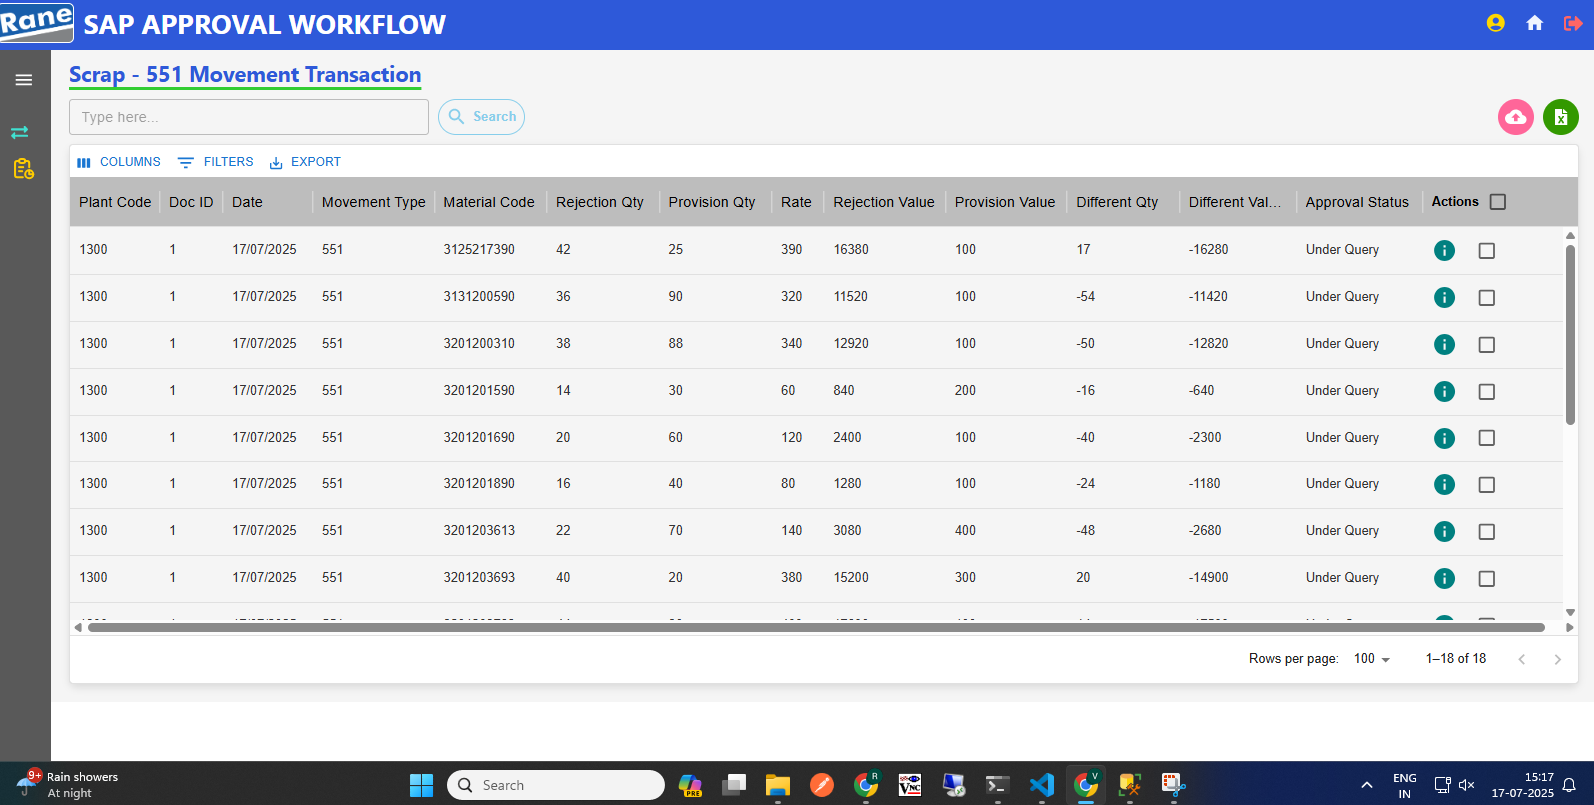 Rane SAP APPROVAL WORKFLOW
Scrap - 551 Movement Transaction
Type here... Search
COLUMNS FILTERS EXPORT
Plant Code Doc ID Date Movement Type Material Code Rejection Qty Provision Qty Rate Rejection Value Provision Value Different Qty Different Val... Approval Status Actions
1300 1 17/07/2025 551 3125217390 42 25 390 16380 100 17 -16280 Under Query
1300 1 17/07/2025 551 3131200590 36 90 320 11520 100 -54 -11420 Under Query
1300 1 17/07/2025 551 3201200310 38 88 340 12920 100 -50 -12820 Under Query
1300 1 17/07/2025 551 3201201590 14 30 60 840 200 -16 -640 Under Query
1300 1 17/07/2025 551 3201201690 20 60 120 2400 100 -40 -2300 Under Query
1300 1 17/07/2025 551 3201201890 16 40 80 1280 100 -24 -1180 Under Query
1300 1 17/07/2025 551 3201203613 22 70 140 3080 400 -48 -2680 Under Query
1300 1 17/07/2025 551 3201203693 40 20 380 15200 300 20 -14900 Under Query
Rows per page: 100 1–18 of 18
9+ Rain showers
At night
Search
PRE
R
VNC
V
ENG
IN
15:17
17-07-2025